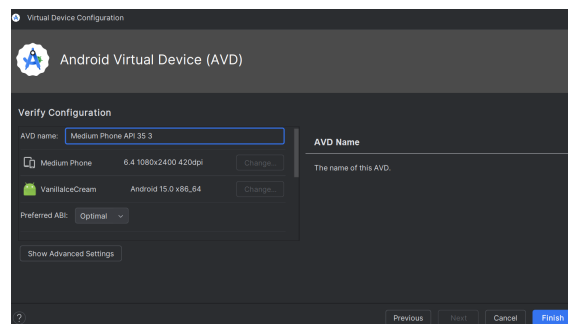 Virtual Device Configuration
Android Virtual Device (AVD)
Verify Configuration
AVD name: Medium Phone API 35 3
Medium Phone 6.4 1080x2400 420dpi Change...
VanillaIceCream Android 15.0 x86_64 Change...
Preferred ABI: Optimal
Show Advanced Settings
AVD Name
The name of this AVD.
? Previous Next Cancel Finish